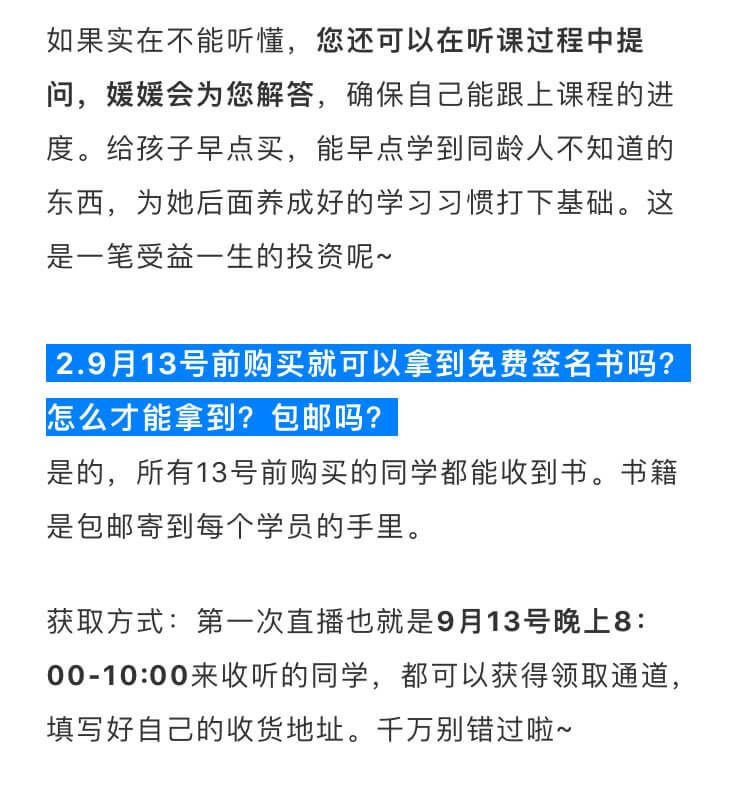 如果实在不能听懂，您还可以在听课过程中提
问，媛媛会为您解答，确保自己能跟上课程的进
度。给孩子早点买，能早点学到同龄人不知道的
东西，为她后面养成好的学习习惯打下基础。这
是一笔受益一生的投资呢~
2.9月13号前购买就可以拿到免费签名书吗？
怎么才能拿到？包邮吗？
是的，所有13号前购买的同学都能收到书。书籍
是包邮寄到每个学员的手里。
获取方式：第一次直播也就是9月13号晚上8：
00-10:00来收听的同学，都可以获得领取通道，
填写好自己的收货地址。千万别错过啦~